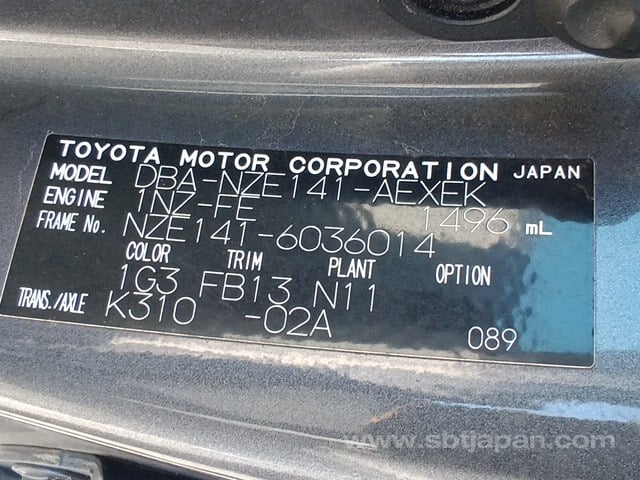 TOYOTA MOTOR CORPORATION JAPAN
MODEL DBA-NZE141-AEXEK
ENGINE 1NZ-FE 1496 mL
FRAME No. NZE141-6036014
COLOR TRIM PLANT OPTION
1G3 FB13 N11
TRANS./AXLE K310 -02A
089
www.sbtjapan.com